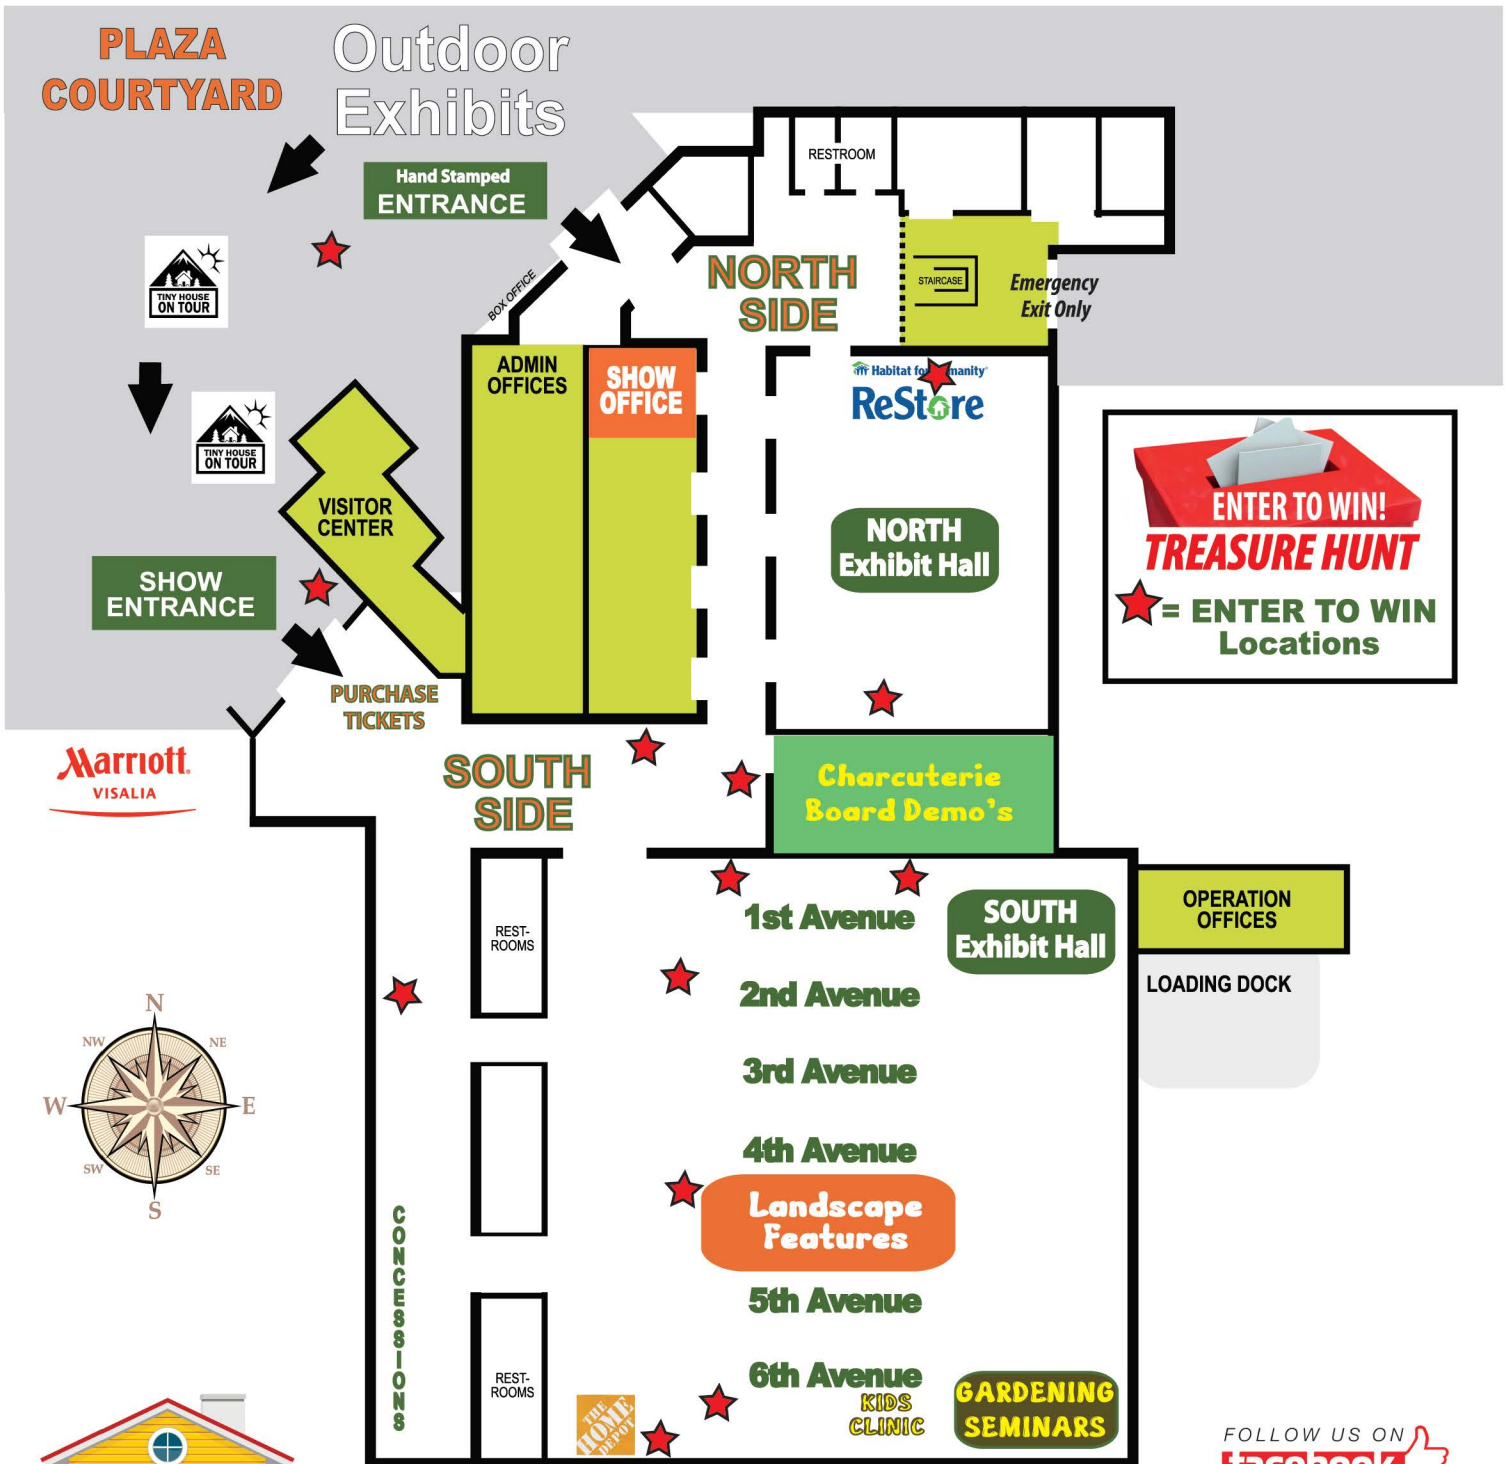 PLAZA
COURTYARD
Outdoor
Exhibits
Hand Stamped
ENTRANCE
RESTROOM
TINY HOUSE
ON TOUR
BOX OFFICE
NORTH
SIDE
STAIRCASE
Emergency
Exit Only
ADMIN
OFFICES
SHOW
OFFICE
Habitat for Humanity
ReStore
TINY HOUSE
ON TOUR
VISITOR
CENTER
NORTH
Exhibit Hall
ENTER TO WIN!
TREASURE HUNT
= ENTER TO WIN
Locations
SHOW
ENTRANCE
PURCHASE
TICKETS
Marriott.
VISALIA
SOUTH
SIDE
Charcuterie
Board Demo's
REST-
ROOMS
1st Avenue
SOUTH
Exhibit Hall
OPERATION
OFFICES
LOADING DOCK
2nd Avenue
N
NW
NE
W
E
SW
SE
S
3rd Avenue
4th Avenue
Landscape
Features
CONCESSIONS
5th Avenue
REST-
ROOMS
6th Avenue
KIDS
CLINIC
GARDENING
SEMINARS
THE
HOME
DEPOT
FOLLOW US ON
facebook